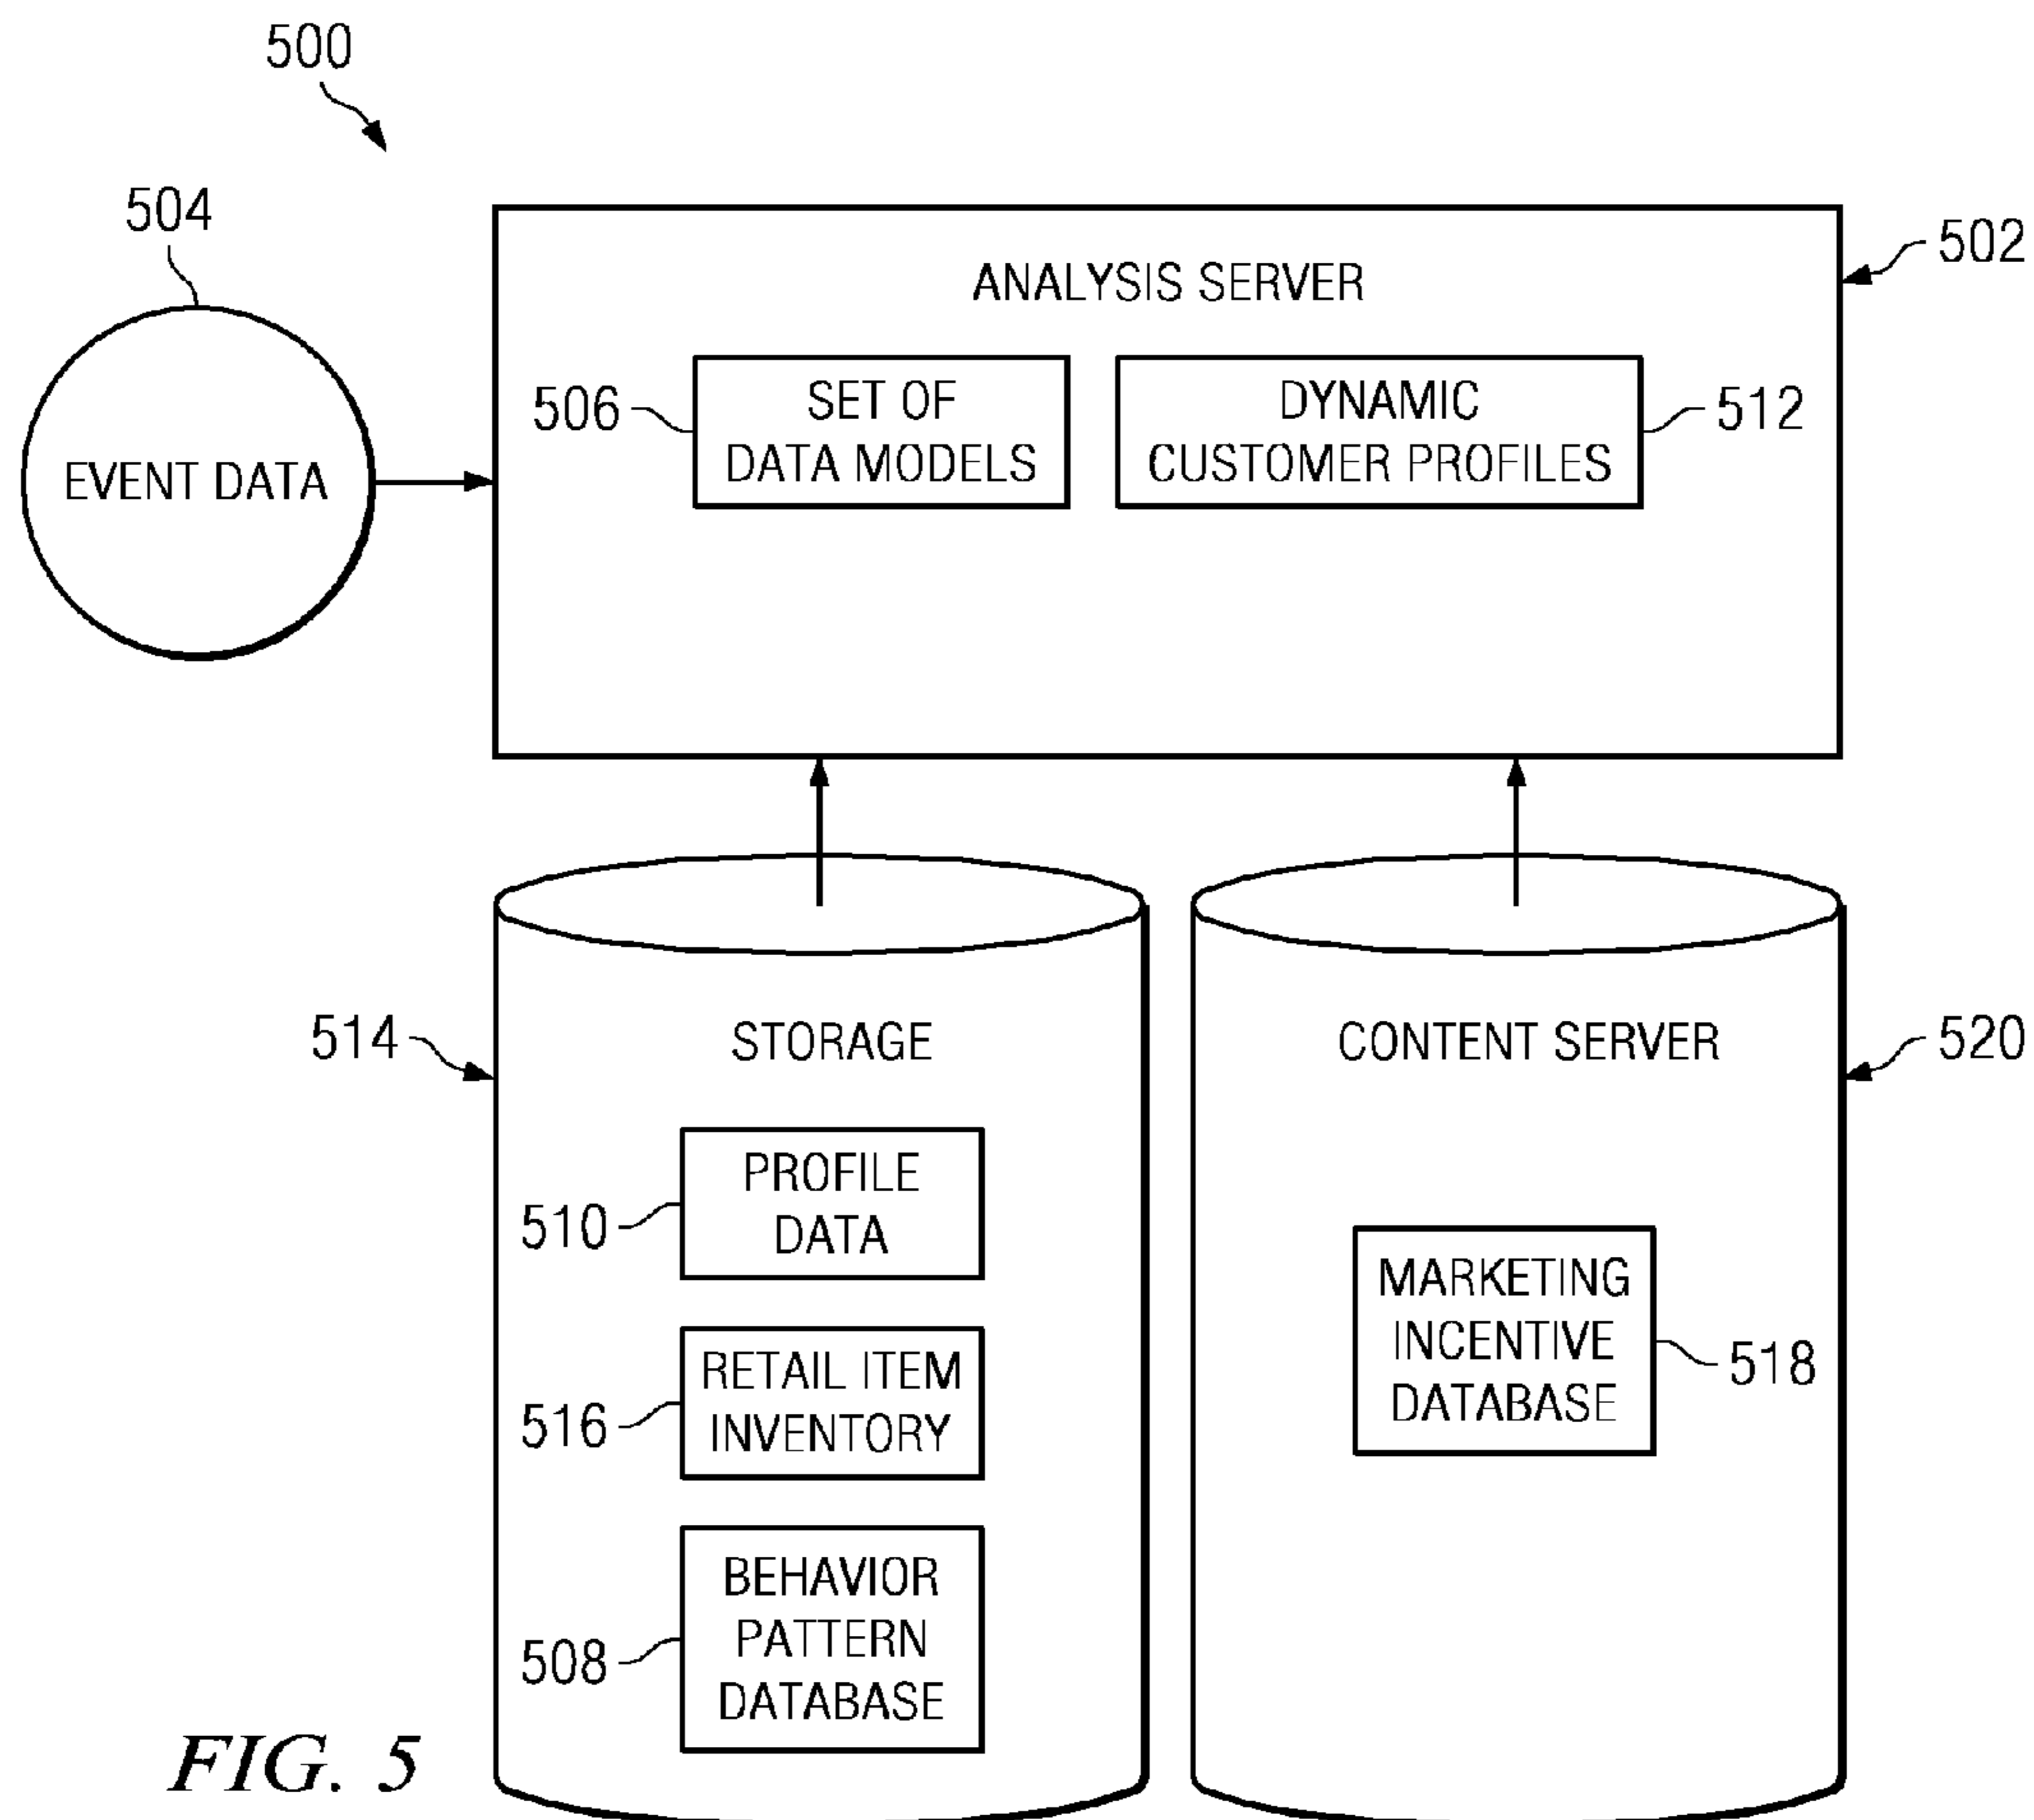 500
504
502
ANALYSIS SERVER
506
SET OF
DATA MODELS
DYNAMIC
CUSTOMER PROFILES
512
EVENT DATA
514
STORAGE
CONTENT SERVER
520
510
PROFILE
DATA
516
RETAIL ITEM
INVENTORY
508
BEHAVIOR
PATTERN
DATABASE
MARKETING
INCENTIVE
DATABASE
518
FIG. 5